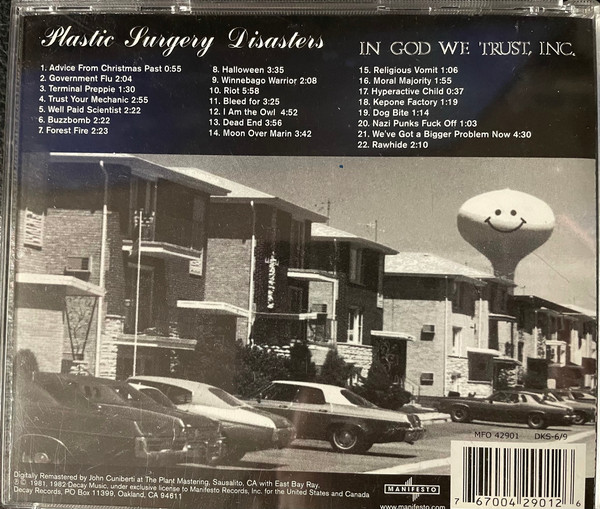 Plastic Surgery Disasters
IN GOD WE TRUST, INC.
1. Advice From Christmas Past 0:55
2. Government Flu 2:04
3. Terminal Preppie 1:30
4. Trust Your Mechanic 2:55
5. Well Paid Scientist 2:22
6. Buzzbomb 2:22
7. Forest Fire 2:23
8. Halloween 3:35
9. Winnebago Warrior 2:08
10. Riot 5:58
11. Bleed for 3:25
12. I Am the Owl 4:52
13. Dead End 3:56
14. Moon Over Marin 3:42
15. Religious Vomit 1:06
16. Moral Majority 1:55
17. Hyperactive Child 0:37
18. Kepone Factory 1:19
19. Dog Bite 1:14
20. Nazi Punks Fuck Off 1:03
21. We've Got a Bigger Problem Now 4:30
22. Rawhide 2:10
MFO 42901 DKS-6/9
Digitally Remastered by John Cuniberti at The Plant Mastering, Sausalito, CA with East Bay Ray,
℗ © 1981, 1982 Decay Music, under exclusive license to Manifesto Records, Inc. for the United States and Canada
Decay Records, PO Box 11399, Oakland, CA 94611
MANIFESTO
www.manifesto.com
7 67004 29012 6